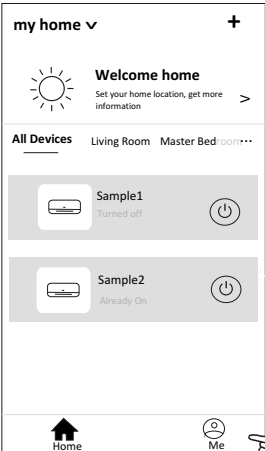 my home
+
Welcome home
Set your home location, get more
information
>
All Devices
Living Room
Master Bedroom
···
Sample1
Turned off
Sample2
Already On
Home
Me